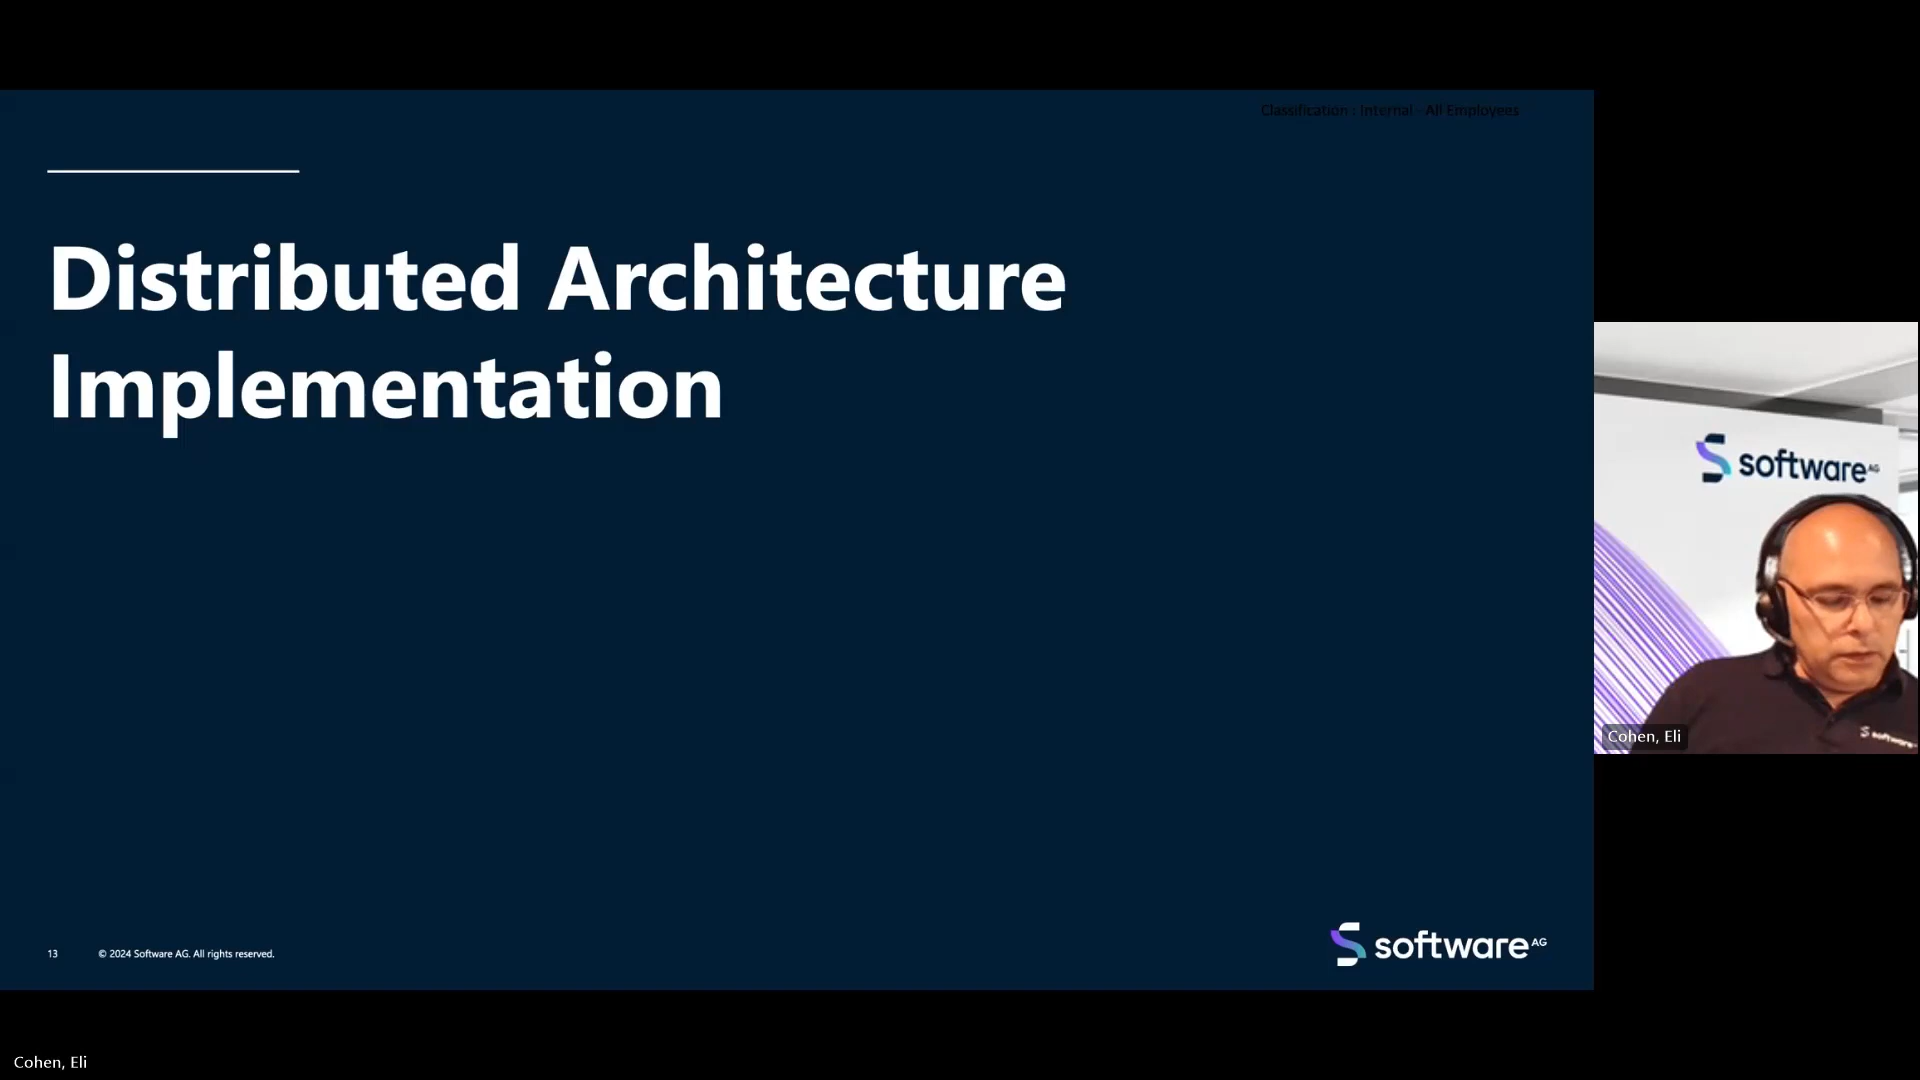 Classification : Internal - All Employees
Distributed Architecture
Implementation
software AG
software
Cohen, Eli
13 © 2024 Software AG. All rights reserved.
software AG
Cohen, Eli